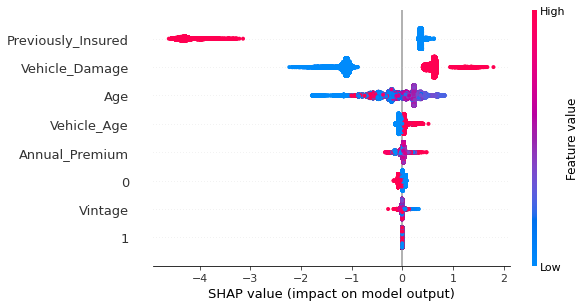 High
Previously_Insured
Vehicle_Damage
Age
Vehicle_Age
Annual_Premium
0
Vintage
1
Feature value
Low
−4 −3 −2 −1 0 1 2
SHAP value (impact on model output)